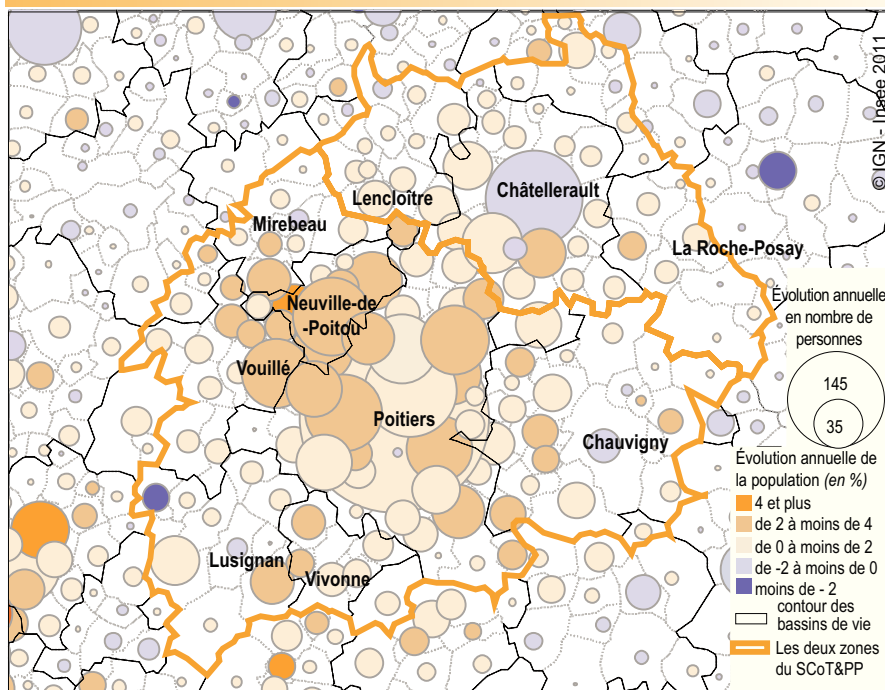 © IGN - Insee 2011
Lencloître
Châtellerault
Mirebeau
La Roche-Posay
Neuville-de
-Poitou
Vouillé
Poitiers
Chauvigny
Lusignan
Vivonne
Évolution annuelle
en nombre de
personnes
145
35
Évolution annuelle de
la population (en %)
4 et plus
de 2 à moins de 4
de 0 à moins de 2
de -2 à moins de 0
moins de - 2
contour des
bassins de vie
Les deux zones
du SCoT&PP